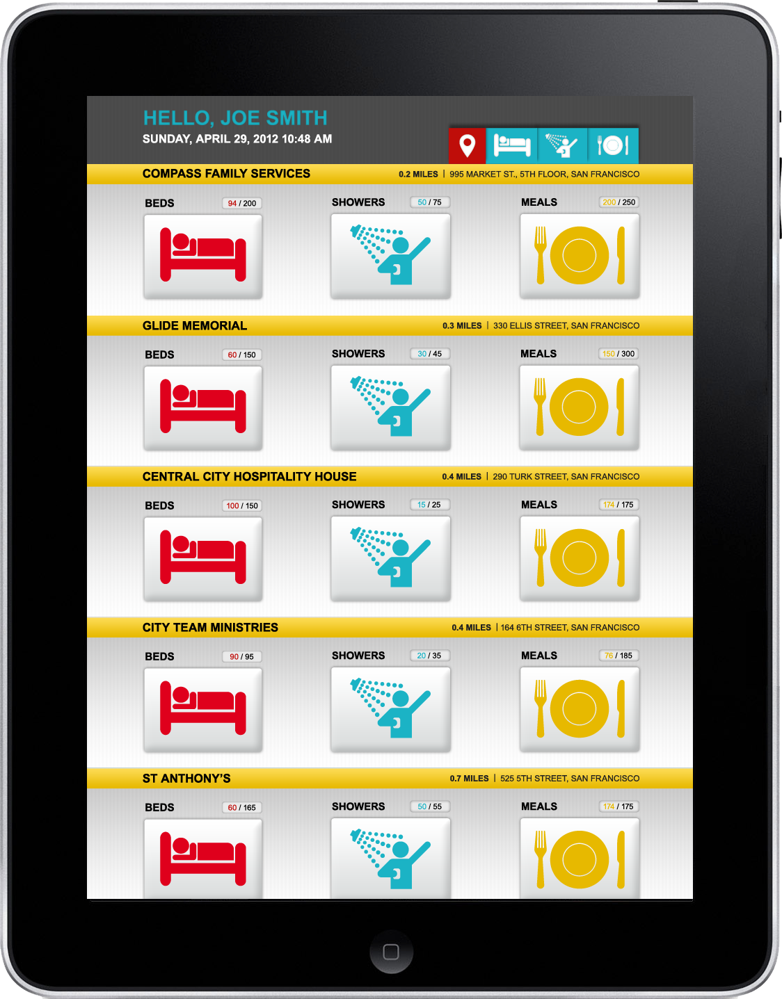 HELLO, JOE SMITH
SUNDAY, APRIL 29, 2012 10:48 AM
COMPASS FAMILY SERVICES 0.2 MILES | 995 MARKET ST., 5TH FLOOR, SAN FRANCISCO
BEDS 94 / 200 SHOWERS 50 / 75 MEALS 200 / 250
GLIDE MEMORIAL 0.3 MILES | 330 ELLIS STREET, SAN FRANCISCO
BEDS 60 / 150 SHOWERS 30 / 45 MEALS 150 / 300
CENTRAL CITY HOSPITALITY HOUSE 0.4 MILES | 290 TURK STREET, SAN FRANCISCO
BEDS 100 / 150 SHOWERS 15 / 25 MEALS 174 / 175
CITY TEAM MINISTRIES 0.4 MILES | 164 6TH STREET, SAN FRANCISCO
BEDS 90 / 95 SHOWERS 20 / 35 MEALS 76 / 185
ST ANTHONY'S 0.7 MILES | 525 5TH STREET, SAN FRANCISCO
BEDS 60 / 165 SHOWERS 50 / 55 MEALS 174 / 175